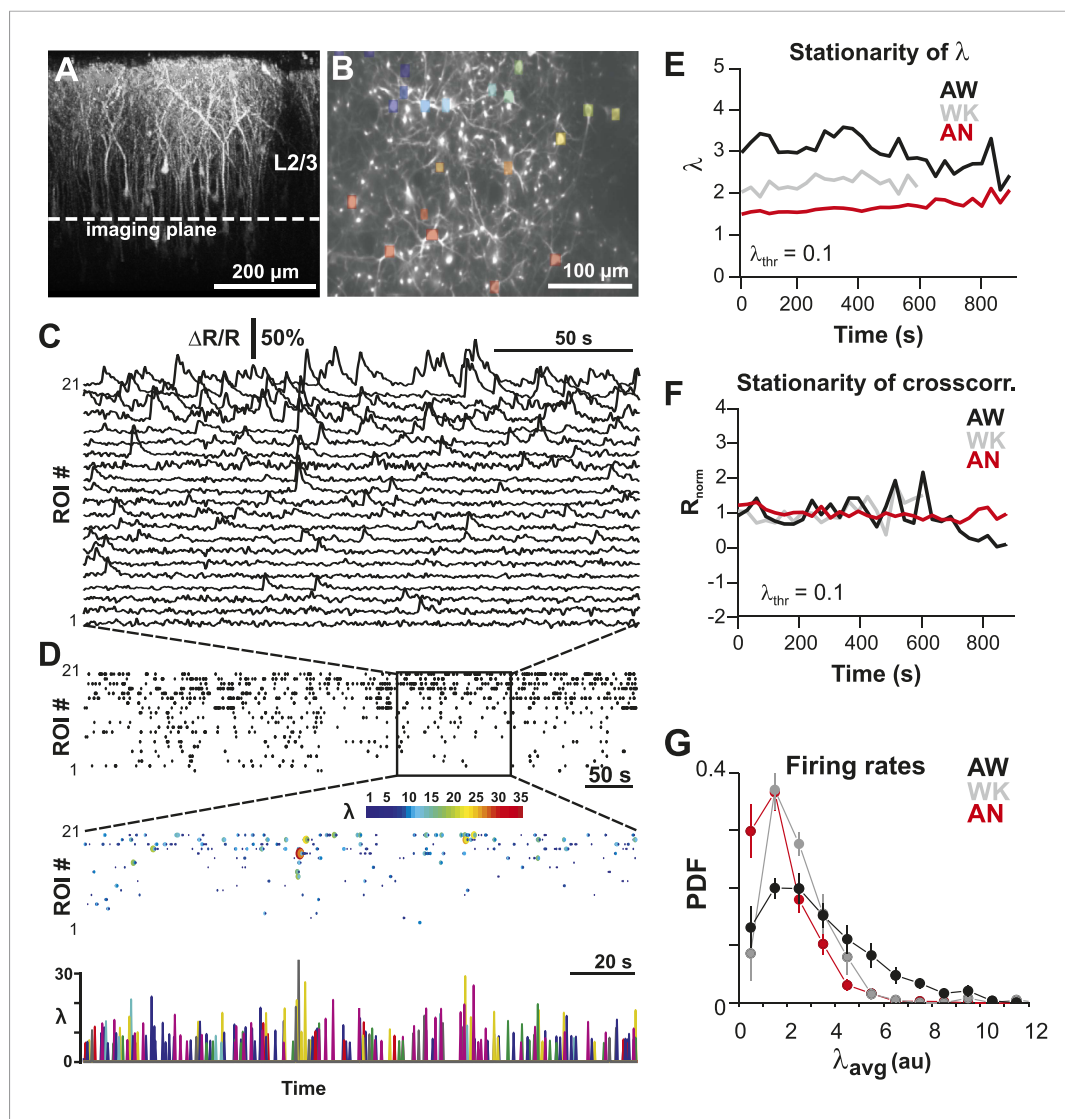 A
L2/3
imaging plane
200 µm
B
100 µm
C
ΔR/R 50%
50 s
21
ROI #
1
D
21
ROI #
1
50 s
λ
1 5 10 15 20 25 30 35
21
ROI #
1
20 s
30
λ
0
Time
E
Stationarity of λ
AW
WK
AN
5
4
3
2
1
0
λ
λthr = 0.1
0 200 400 600 800
Time (s)
Stationarity of crosscorr.
F
AW
WK
AN
4
3
2
1
0
-1
-2
Rnorm
λthr = 0.1
0 200 400 600 800
Time (s)
G
Firing rates
AW
WK
AN
0.4
PDF
0
0 2 4 6 8 10 12
λavg (au)